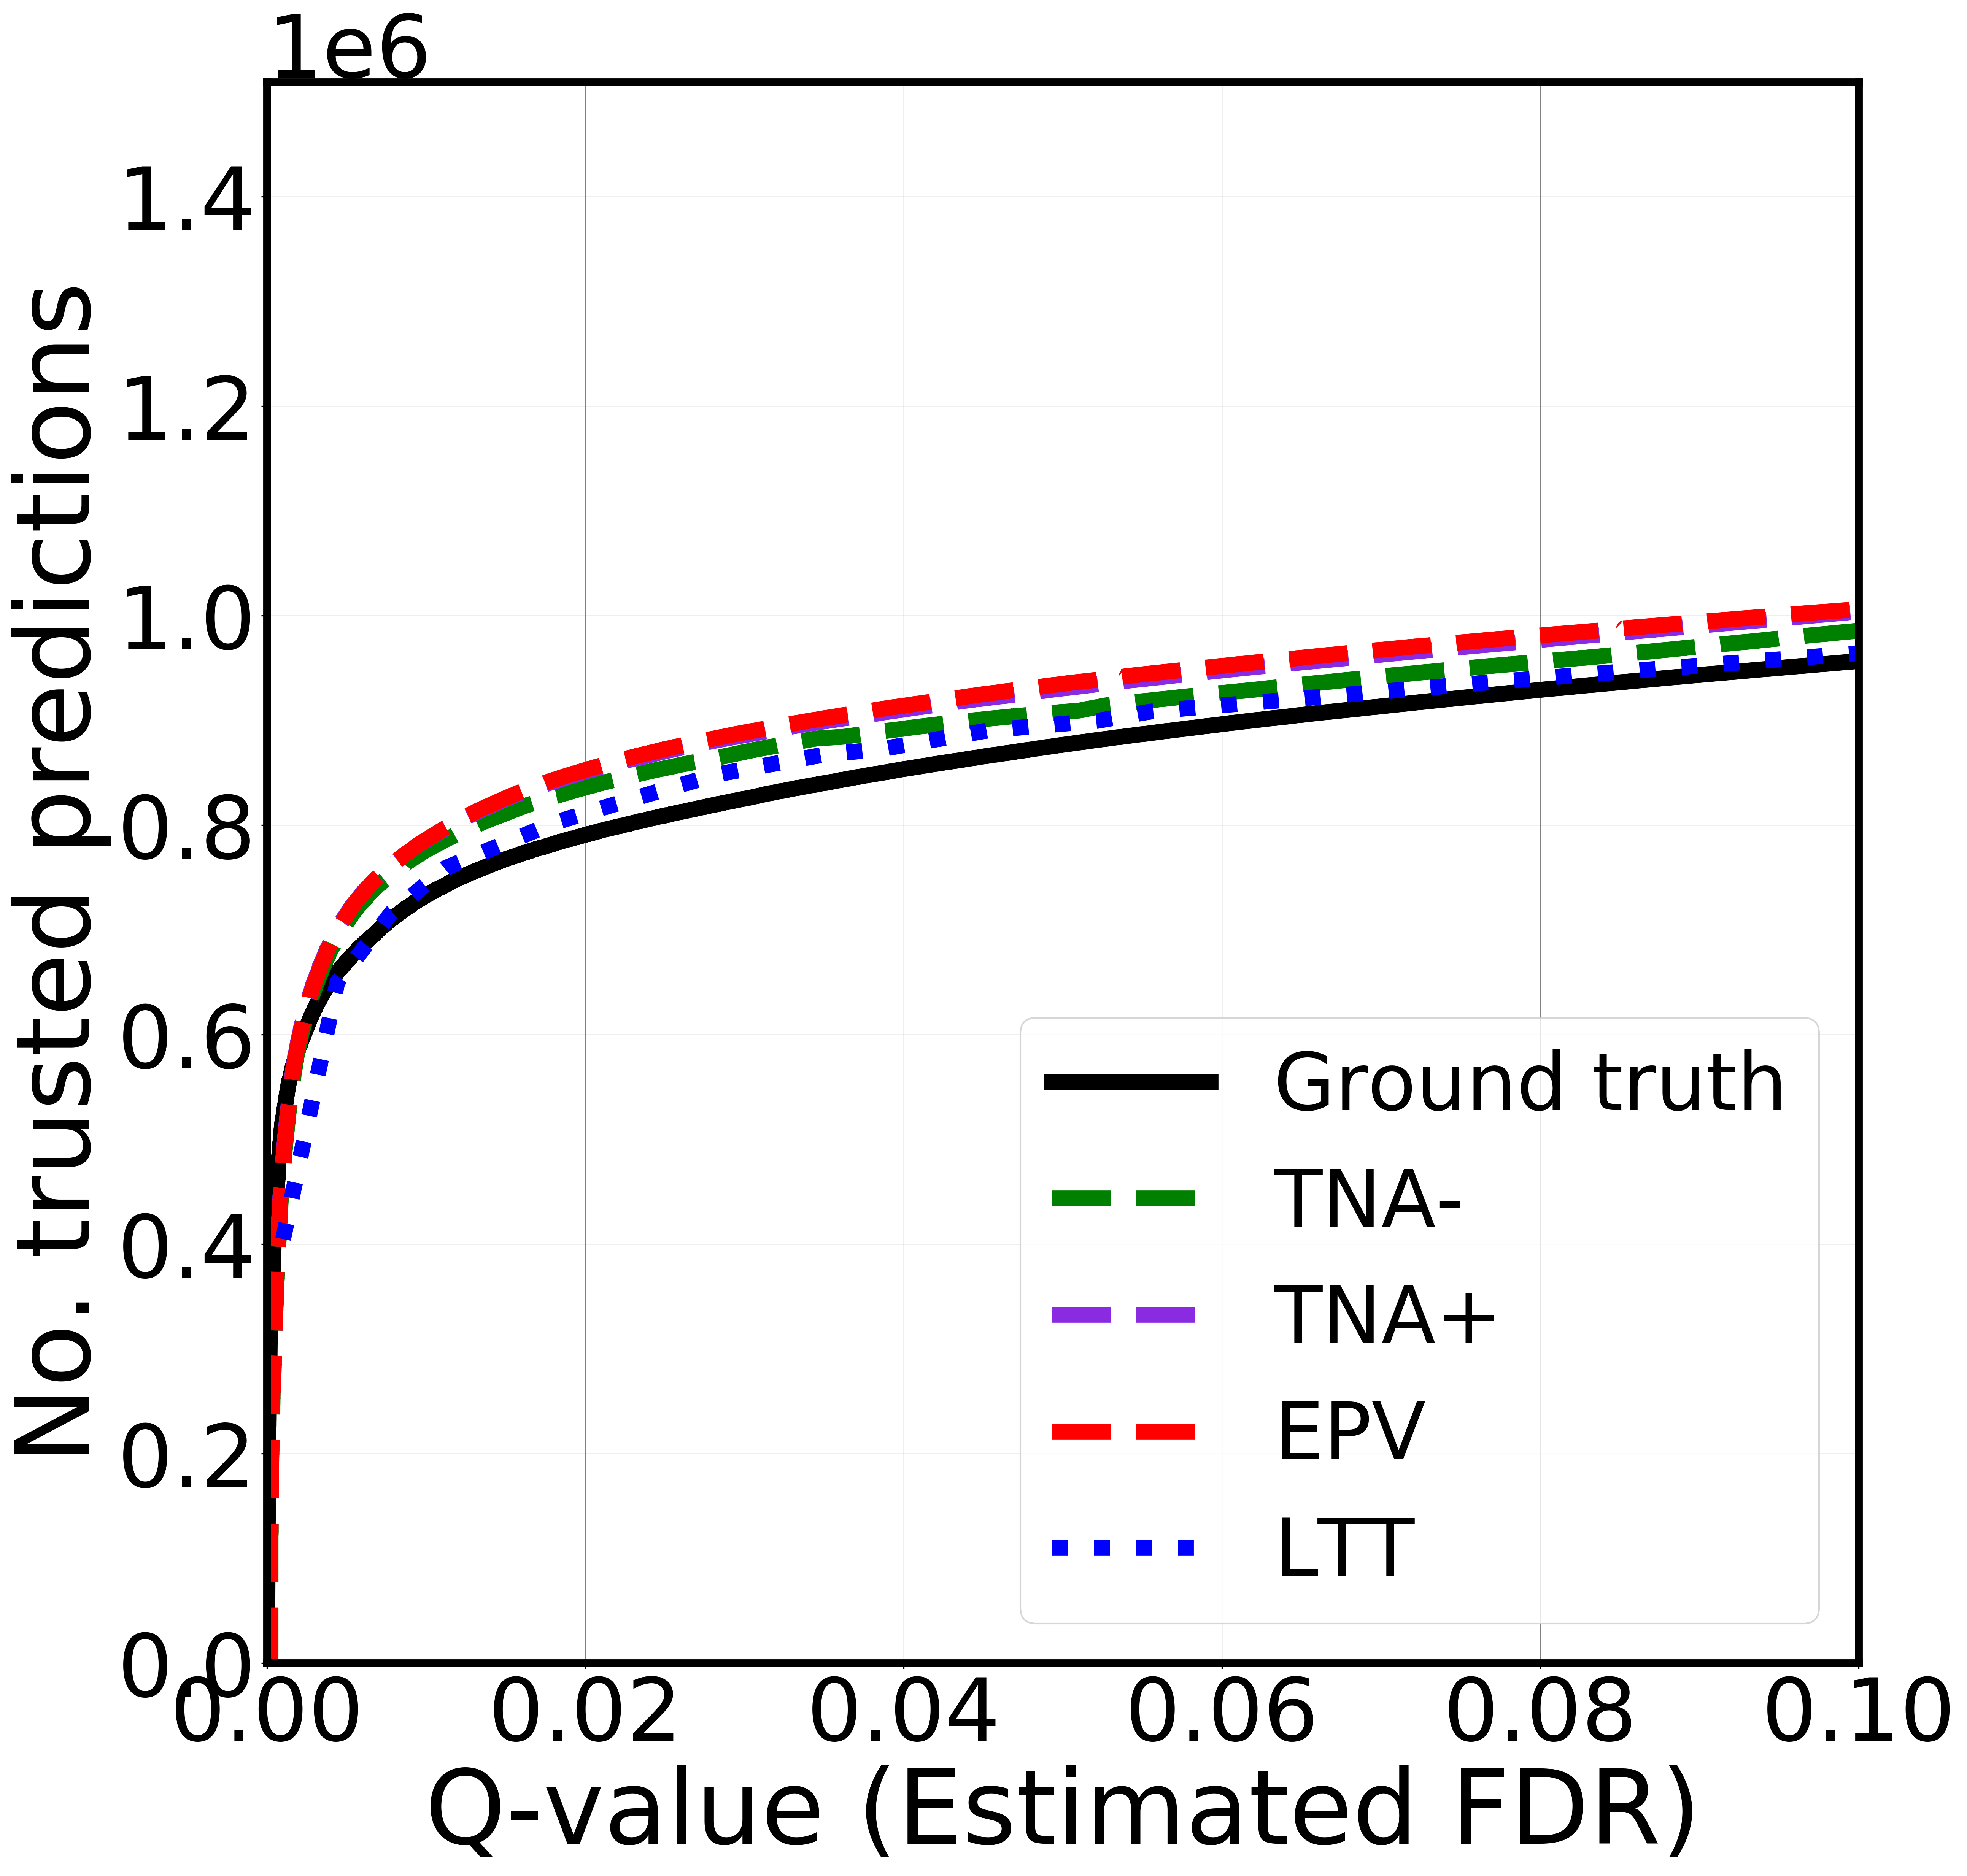 1e6
No. trusted predictions
1.4
1.2
1.0
0.8
0.6
0.4
0.2
0.0
0.00 0.02 0.04 0.06 0.08 0.10
Q-value (Estimated FDR)
Ground truth
TNA-
TNA+
EPV
LTT